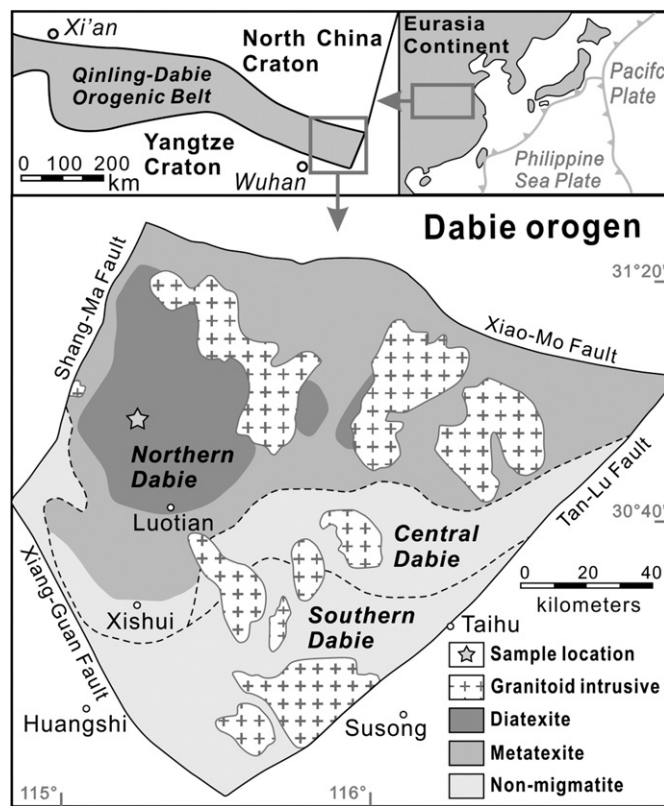 Xi'an
North China
Craton
Qinling-Dabie
Orogenic Belt
Yangtze
Craton
Wuhan
0 100 200
km
Eurasia
Continent
Pacifc
Plate
Philippine
Sea Plate
Dabie orogen
31°20'
Shang-Ma Fault
Xiao-Mo Fault
Northern
Dabie
Luotian
Tan-Lu Fault
30°40'
Central
Dabie
Xiang-Guan Fault
Xishui
Southern
Dabie
0 20 40
kilometers
Taihu
Huangshi
Susong
Sample location
Granitoid intrusive
Diatexite
Metatexite
Non-migmatite
115°
116°